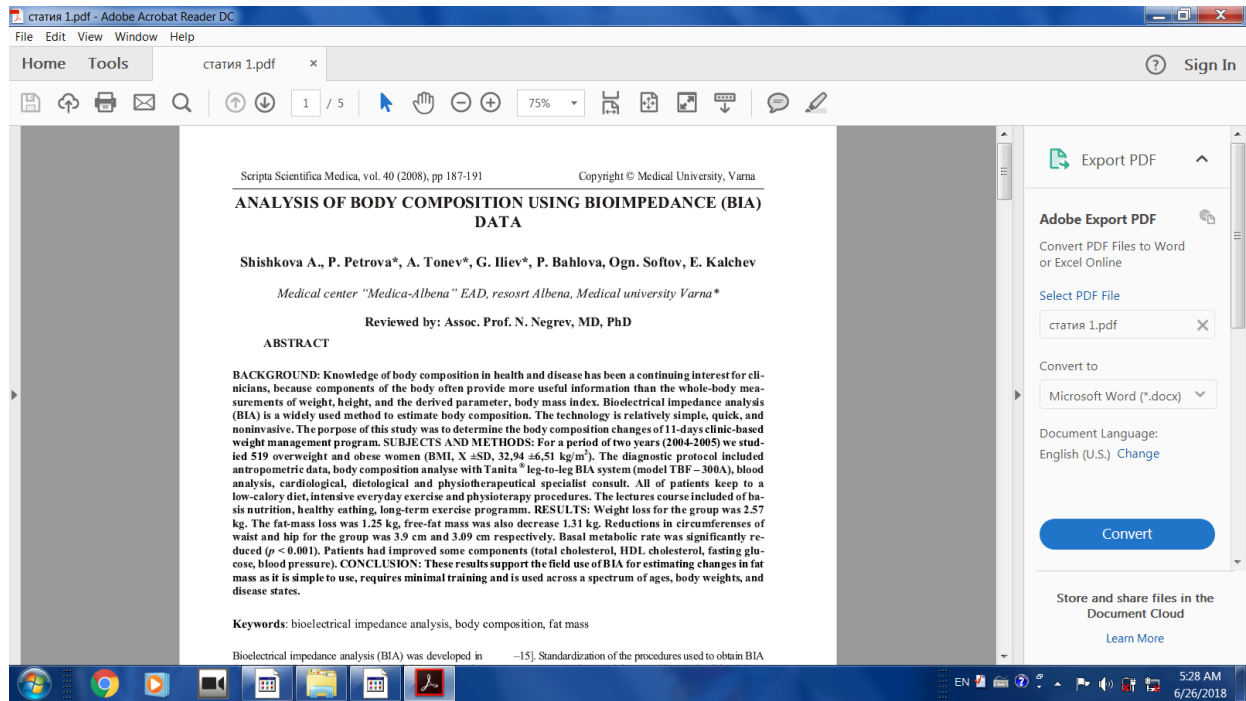 статия 1.pdf - Adobe Acrobat Reader DC
File Edit View Window Help
Home Tools статия 1.pdf × ? Sign In
1 / 5 75%
Scripta Scientifica Medica, vol. 40 (2008), pp 187-191 Copyright © Medical University, Varna
ANALYSIS OF BODY COMPOSITION USING BIOIMPEDANCE (BIA)
DATA
Shishkova A., P. Petrova*, A. Tonev*, G. Iliev*, P. Bahlova, Ogn. Softov, E. Kalchev
Medical center “Medica-Albena” EAD, resosrt Albena, Medical university Varna*
Reviewed by: Assoc. Prof. N. Negrev, MD, PhD
ABSTRACT
BACKGROUND: Knowledge of body composition in health and disease has been a continuing interest for cli-
nicians, because components of the body often provide more useful information than the whole-body mea-
surements of weight, height, and the derived parameter, body mass index. Bioelectrical impedance analysis
(BIA) is a widely used method to estimate body composition. The technology is relatively simple, quick, and
noninvasive. The porpose of this study was to determine the body composition changes of 11-days clinic-based
weight management program. SUBJECTS AND METHODS: For a period of two years (2004-2005) we stud-
ied 519 overweight and obese women (BMI, X ±SD, 32,94 ±6,51 kg/m²). The diagnostic protocol included
antropometric data, body composition analyse with Tanita ® leg-to-leg BIA system (model TBF – 300A), blood
analysis, cardiological, dietological and physiotherapeutical specialist consult. All of patients keep to a
low-calory diet, intensive everyday exercise and physioterapy procedures. The lectures course included of ba-
sis nutrition, healthy eathing, long-term exercise programm. RESULTS: Weight loss for the group was 2.57
kg. The fat-mass loss was 1.25 kg, free-fat mass was also decrease 1.31 kg. Reductions in circumferenses of
waist and hip for the group was 3.9 cm and 3.09 cm respectively. Basal metabolic rate was significantly re-
duced (p < 0.001). Patients had improved some components (total cholesterol, HDL cholesterol, fasting glu-
cose, blood pressure). CONCLUSION: These results support the field use of BIA for estimating changes in fat
mass as it is simple to use, requires minimal training and is used across a spectrum of ages, body weights, and
disease states.
Keywords: bioelectrical impedance analysis, body composition, fat mass
Bioelectrical impedance analysis (BIA) was developed in
–15]. Standardization of the procedures used to obtain BIA
Export PDF
Adobe Export PDF
Convert PDF Files to Word
or Excel Online
Select PDF File
статия 1.pdf
Convert to
Microsoft Word (*.docx)
Document Language:
English (U.S.) Change
Convert
Store and share files in the
Document Cloud
Learn More
EN 5:28 AM
6/26/2018